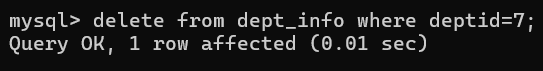 mysql> delete from dept_info where deptid=7;
Query OK, 1 row affected (0.01 sec)